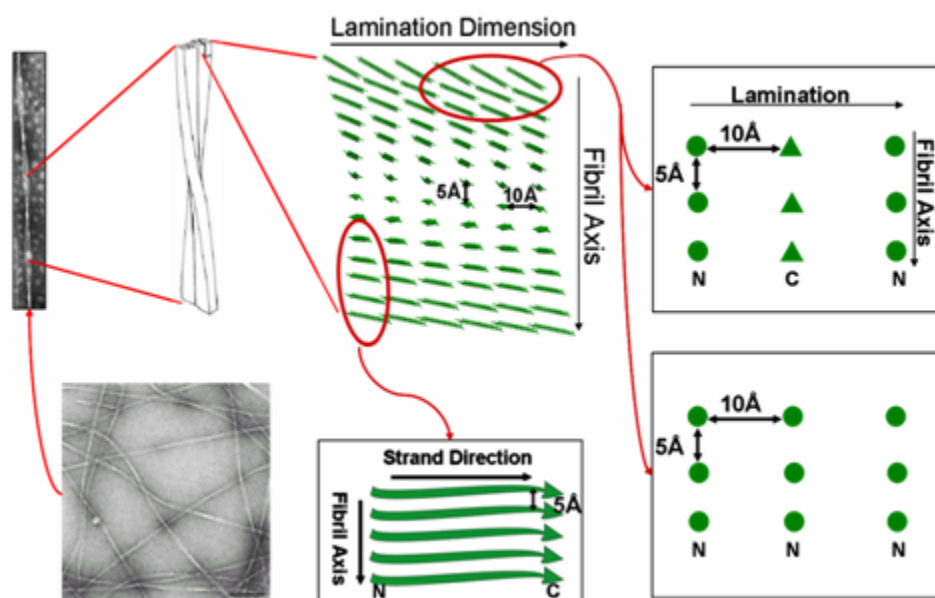 Lamination Dimension
Fibril Axis
5Å
10Å
Lamination
10Å
5Å
Fibril Axis
N
C
N
10Å
5Å
N
N
N
Strand Direction
5Å
Fibril Axis
N
C